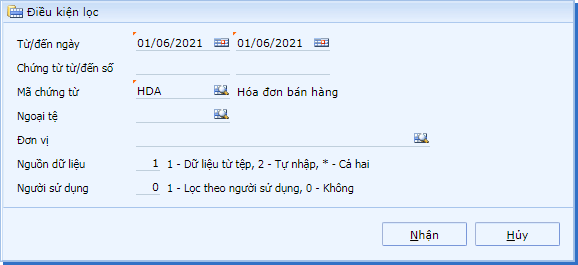 Điều kiện lọc
Từ/đến ngày 01/06/2021 01/06/2021
Chứng từ từ/đến số
Mã chứng từ HDA Hóa đơn bán hàng
Ngoại tệ
Đơn vị
Nguồn dữ liệu 1 1 - Dữ liệu từ tệp, 2 - Tự nhập, * - Cả hai
Người sử dụng 0 1 - Lọc theo người sử dụng, 0 - Không
Nhận Hủy